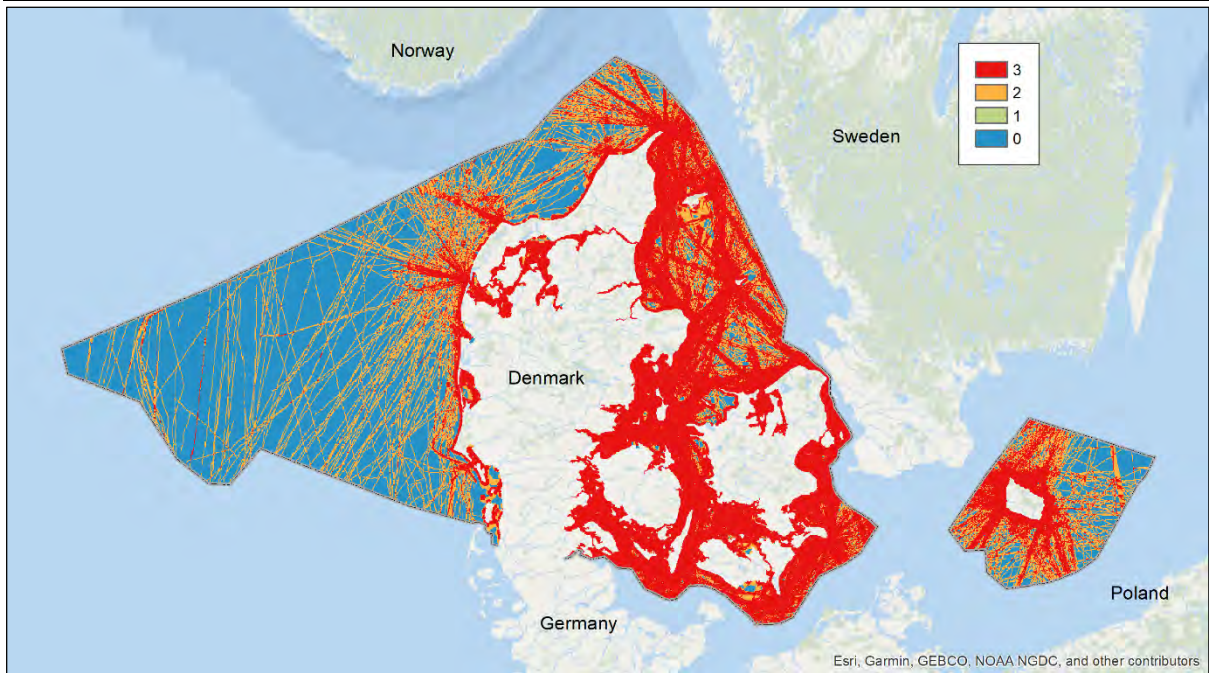 Norway
3
2
1
0
Sweden
Denmark
Germany
Poland
Esri, Garmin, GEBCO, NOAA NGDC, and other contributors